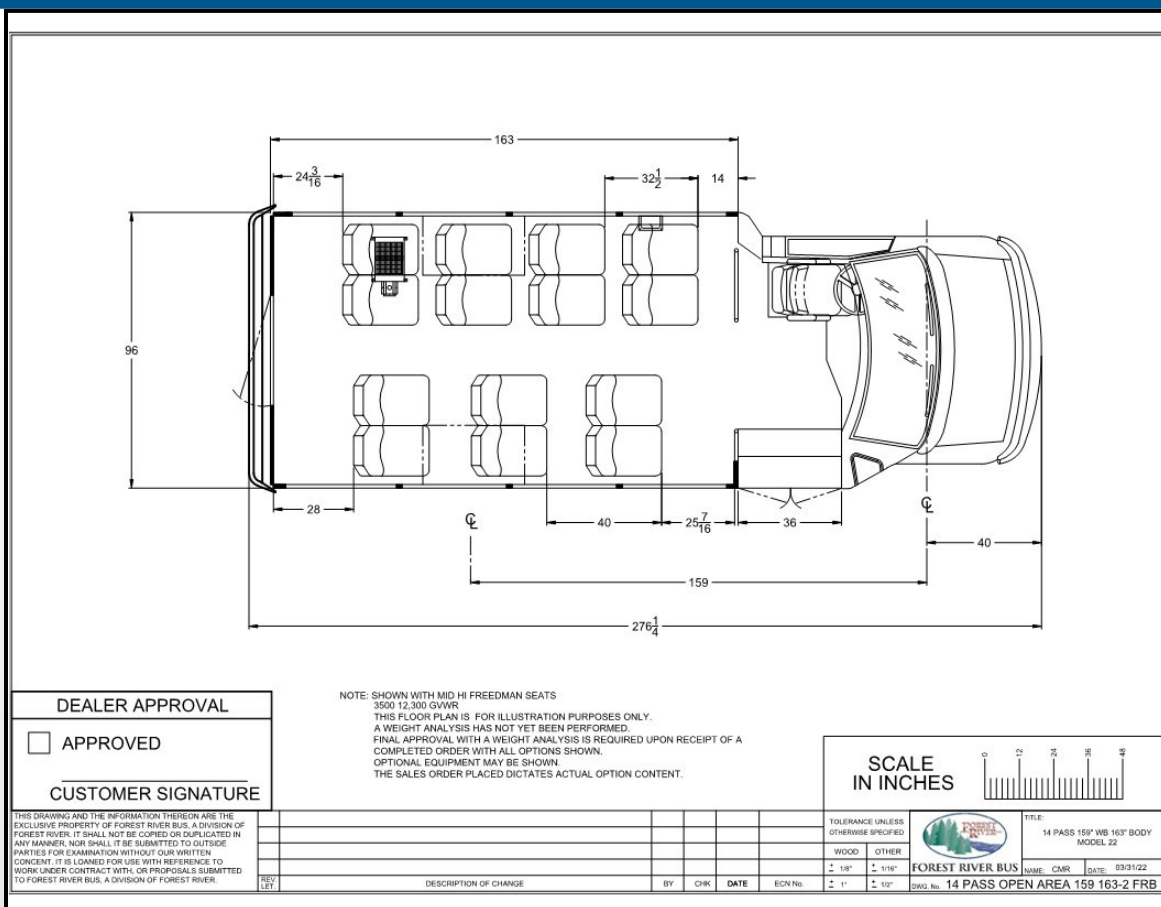 163
24 3/16
32 1/2
14
96
28
℄
40
25 7/16
36
℄
40
159
276 1/4
DEALER APPROVAL
APPROVED
CUSTOMER SIGNATURE
NOTE: SHOWN WITH MID HI FREEDMAN SEATS
3500 12,300 GVWR
THIS FLOOR PLAN IS FOR ILLUSTRATION PURPOSES ONLY.
A WEIGHT ANALYSIS HAS NOT YET BEEN PERFORMED.
FINAL APPROVAL WITH A WEIGHT ANALYSIS IS REQUIRED UPON RECEIPT OF A
COMPLETED ORDER WITH ALL OPTIONS SHOWN.
OPTIONAL EQUIPMENT MAY BE SHOWN.
THE SALES ORDER PLACED DICTATES ACTUAL OPTION CONTENT.
SCALE
IN INCHES
0 12 24 36 48
THIS DRAWING AND THE INFORMATION THEREON ARE THE
EXCLUSIVE PROPERTY OF FOREST RIVER BUS, A DIVISION OF
FOREST RIVER. IT SHALL NOT BE COPIED OR DUPLICATED IN
ANY MANNER, NOR SHALL IT BE SUBMITTED TO OUTSIDE
PARTIES FOR EXAMINATION WITHOUT OUR WRITTEN
CONCENT. IT IS LOANED FOR USE WITH REFERENCE TO
WORK UNDER CONTRACT WITH, OR PROPOSALS SUBMITTED
TO FOREST RIVER BUS, A DIVISION OF FOREST RIVER.
REV. LET.
DESCRIPTION OF CHANGE
BY
CHK
DATE
ECN No.
TOLERANCE UNLESS
OTHERWISE SPECIFIED
WOOD OTHER
± 1/8" ± 1/16"
± 1" ± 1/2"
FOREST RIVER
FOREST RIVER BUS
TITLE:
14 PASS 159" WB 163" BODY
MODEL 22
NAME: CMR
DATE: 03/31/22
DWG. No. 14 PASS OPEN AREA 159 163-2 FRB